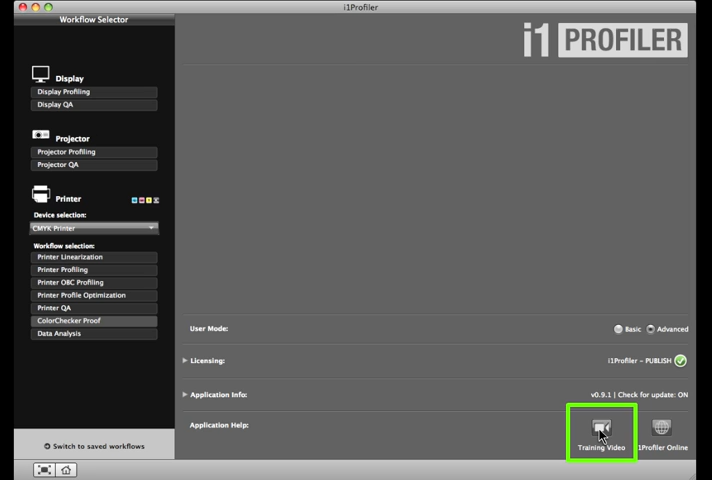 i1Profiler
Workflow Selector
i1 PROFILER
Display
Display Profiling
Display QA
Projector
Projector Profiling
Projector QA
Printer
Device selection:
CMYK Printer
Workflow selection:
Printer Linearization
Printer Profiling
Printer OBC Profiling
Printer Profile Optimization
Printer QA
ColorChecker Proof
Data Analysis
Switch to saved workflows
User Mode:
Basic
Advanced
Licensing:
i1Profiler - PUBLISH
Application Info:
v0.9.1 | Check for update: ON
Application Help:
Training Video
i1Profiler Online